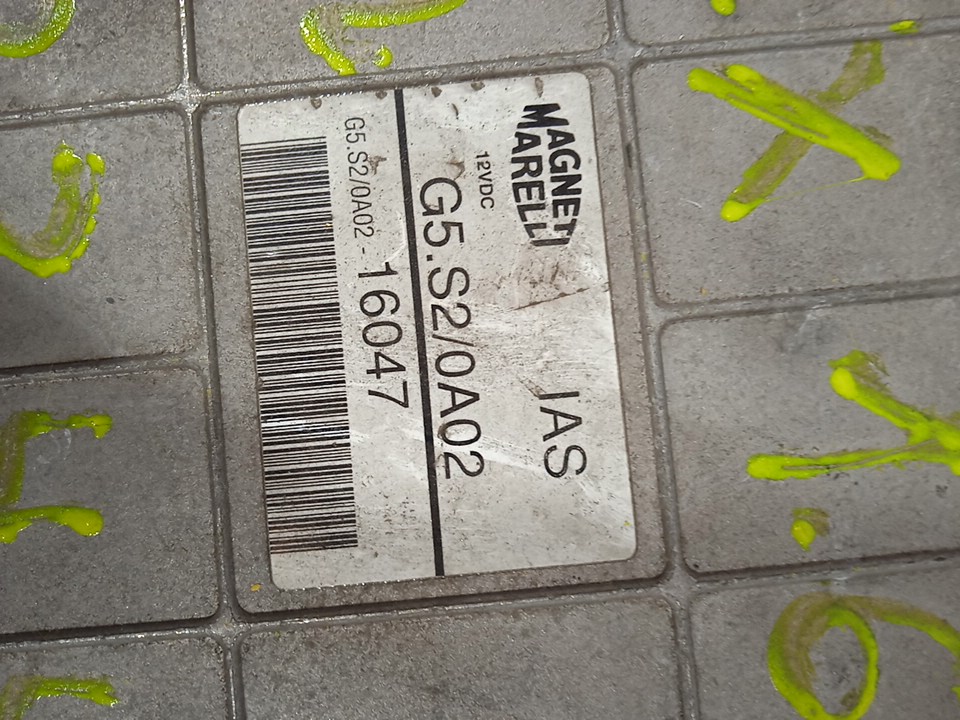 MAGNETI
MARELLI
IAS
12VDC
G5.S2/0A02
G5.S2/0A02 - 16047